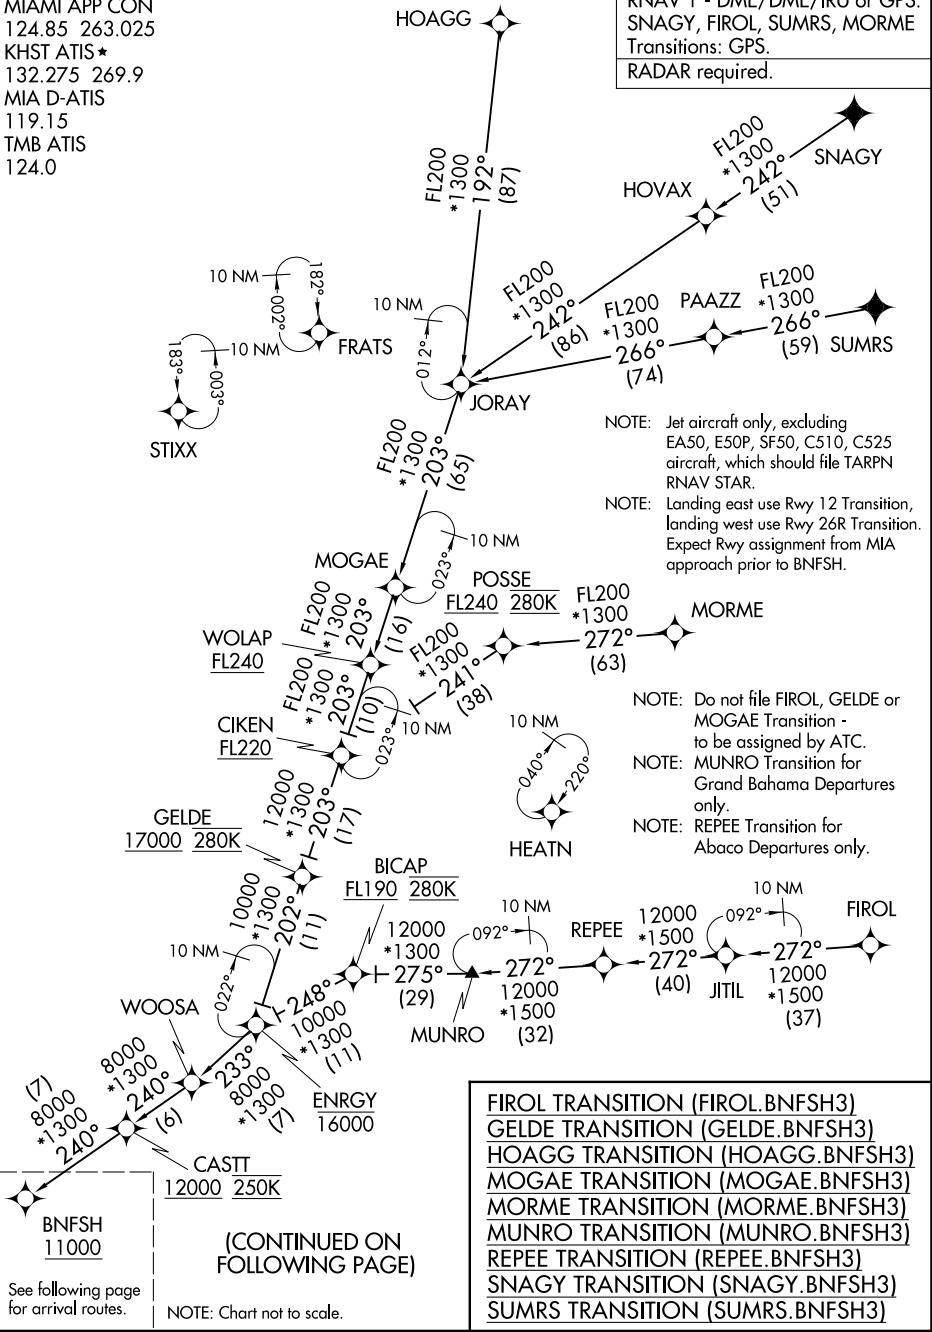 MIAMI APP CON
124.85 263.025
KHST ATIS★
132.275 269.9
MIA D-ATIS
119.15
TMB ATIS
124.0
RNAV 1 - DME/DME/IRU or GPS.
SNAGY, FIROL, SUMRS, MORME
Transitions: GPS.
RADAR required.
HOAGG
FL200
*1300
192°
(87)
SNAGY
FL200
*1300
242°
(51)
HOVAX
FL200
*1300
242°
(86)
PAAZZ
FL200
*1300
266°
(59)
SUMRS
FL200
*1300
266°
(74)
10 NM
182°
002°
FRATS
10 NM
183°
003°
STIXX
10 NM
012°
JORAY
FL200
*1300
203°
(65)
NOTE: Jet aircraft only, excluding
EA50, E50P, SF50, C510, C525
aircraft, which should file TARPN
RNAV STAR.
NOTE: Landing east use Rwy 12 Transition,
landing west use Rwy 26R Transition.
Expect Rwy assignment from MIA
approach prior to BNFSH.
10 NM
023°
MOGAE
FL200
*1300
203°
(16)
POSSE
FL240 280K
FL200
*1300
272°
(63)
MORME
WOLAP
FL240
FL200
*1300
203°
(10)
FL200
*1300
241°
(38)
10 NM
023°
CIKEN
FL220
NOTE: Do not file FIROL, GELDE or
MOGAE Transition -
to be assigned by ATC.
NOTE: MUNRO Transition for
Grand Bahama Departures
only.
NOTE: REPEE Transition for
Abaco Departures only.
10 NM
040°
220°
HEATN
12000
*1300
203°
(17)
GELDE
17000 280K
10000
*1300
202°
(11)
BICAP
FL190 280K
12000
*1300
275°
(29)
10 NM
092°
MUNRO
272°
12000
*1500
(32)
REPEE
12000
*1500
272°
(40)
10 NM
092°
JITIL
272°
12000
*1500
(37)
FIROL
10 NM
022°
248°
10000
*1300
(11)
ENRGY
16000
WOOSA
233°
8000
*1300
(7)
8000
*1300
240°
(6)
CASTT
12000 250K
(7)
8000
*1300
240°
BNFSH
11000
See following page
for arrival routes.
(CONTINUED ON
FOLLOWING PAGE)
NOTE: Chart not to scale.
FIROL TRANSITION (FIROL.BNFSH3)
GELDE TRANSITION (GELDE.BNFSH3)
HOAGG TRANSITION (HOAGG.BNFSH3)
MOGAE TRANSITION (MOGAE.BNFSH3)
MORME TRANSITION (MORME.BNFSH3)
MUNRO TRANSITION (MUNRO.BNFSH3)
REPEE TRANSITION (REPEE.BNFSH3)
SNAGY TRANSITION (SNAGY.BNFSH3)
SUMRS TRANSITION (SUMRS.BNFSH3)